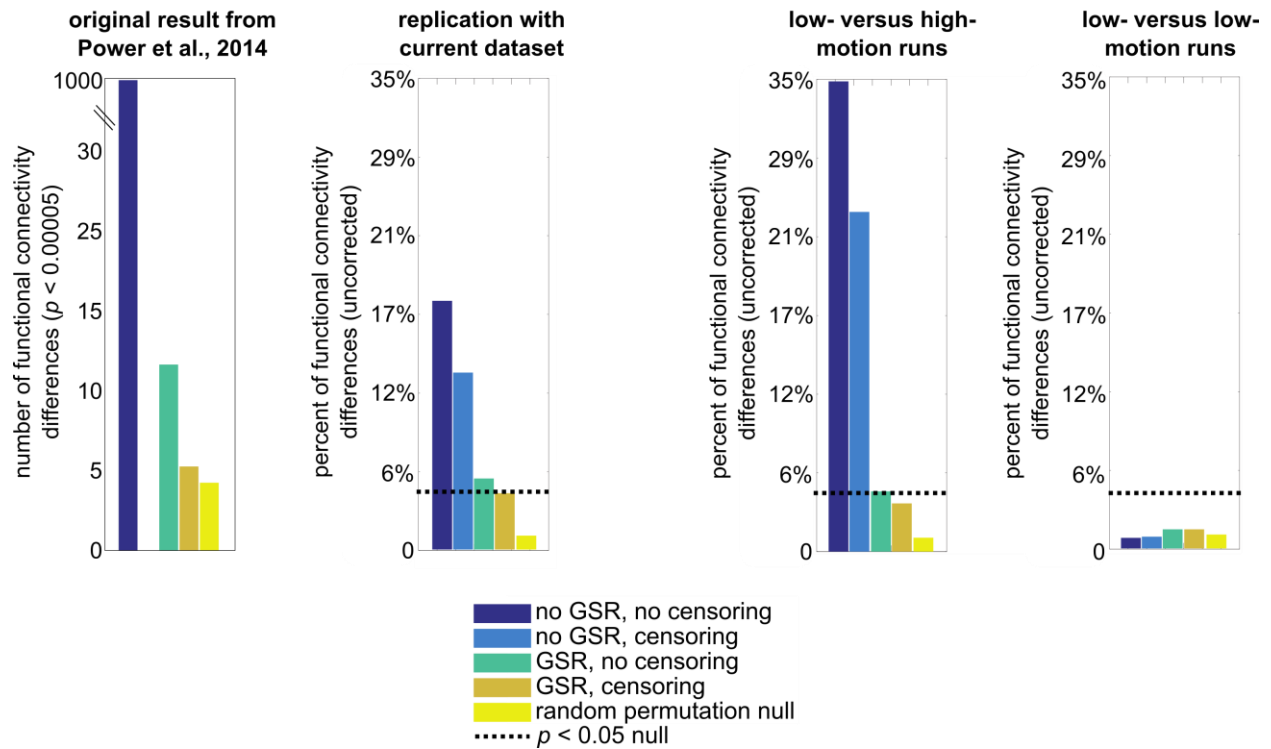 original result from
Power et al., 2014
replication with
current dataset
low- versus high-
motion runs
low- versus low-
motion runs
number of functional connectivity
differences (p < 0.00005)
1000
30
25
15
10
5
0
percent of functional connectivity
differences (uncorrected)
35%
29%
21%
17%
12%
6%
0
percent of functional connectivity
differences (uncorrected)
35%
29%
21%
17%
12%
6%
0
percent of functional connectivity
differences (uncorrected)
35%
29%
21%
17%
12%
6%
0
no GSR, no censoring
no GSR, censoring
GSR, no censoring
GSR, censoring
random permutation null
p < 0.05 null